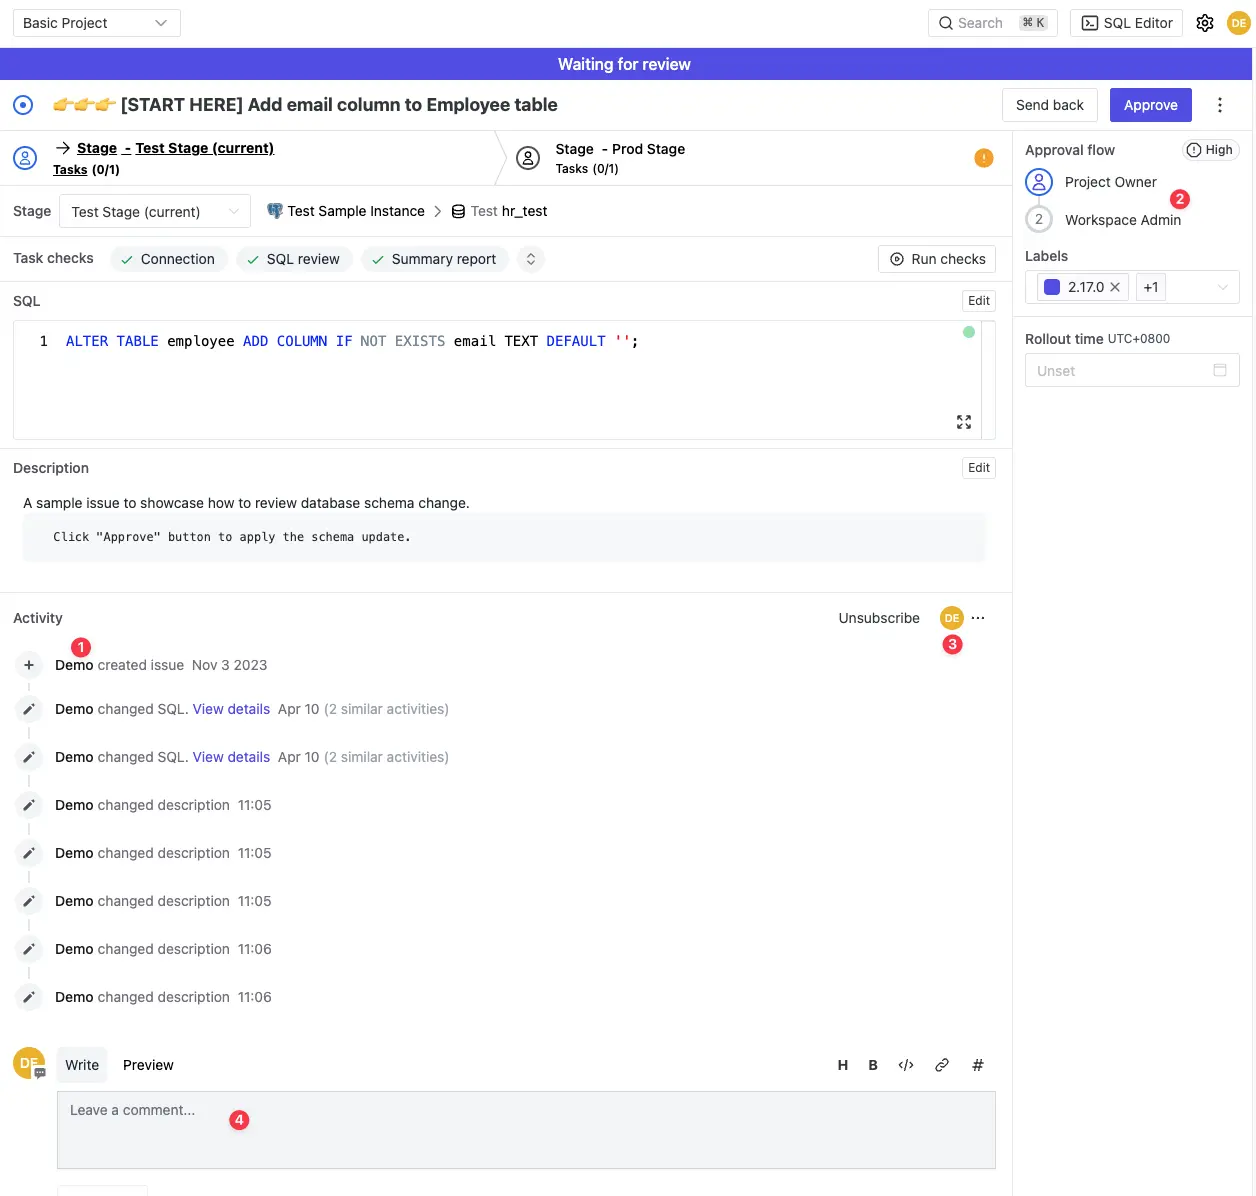 Basic Project
Search ⌘ K
SQL Editor
DE
Waiting for review
👉👉👉 [START HERE] Add email column to Employee table
Send back
Approve
→ Stage - Test Stage (current)
Tasks (0/1)
Stage - Prod Stage
Tasks (0/1)
!
Approval flow
High
Project Owner
2
2 Workspace Admin
Stage
Test Stage (current)
Test Sample Instance
Test hr_test
Labels
2.17.0
+1
Task checks
Connection
SQL review
Summary report
Run checks
SQL
Edit
1 ALTER TABLE employee ADD COLUMN IF NOT EXISTS email TEXT DEFAULT '';
Rollout time UTC+0800
Unset
Description
Edit
A sample issue to showcase how to review database schema change.
Click "Approve" button to apply the schema update.
Activity
Unsubscribe
DE
3
1
Demo created issue Nov 3 2023
Demo changed SQL. View details Apr 10 (2 similar activities)
Demo changed SQL. View details Apr 10 (2 similar activities)
Demo changed description 11:05
Demo changed description 11:05
Demo changed description 11:05
Demo changed description 11:06
Demo changed description 11:06
DE
Write
Preview
H B </> #
Leave a comment...
4